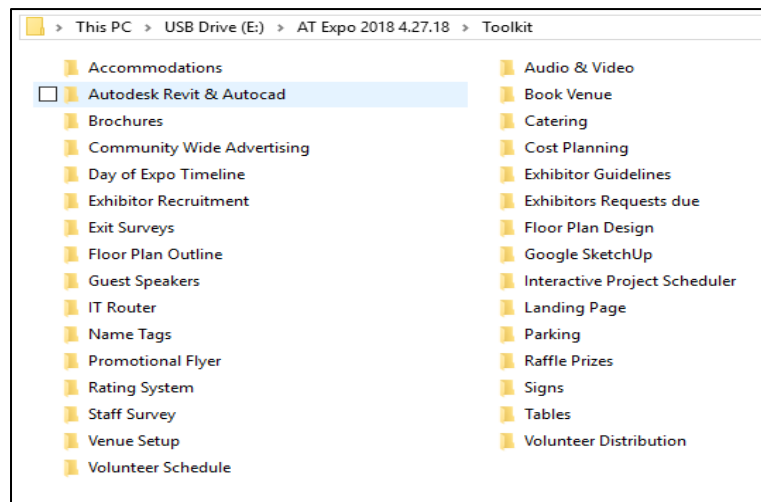 This PC > USB Drive (E:) > AT Expo 2018 4.27.18 > Toolkit
Accommodations
Audio & Video
Autodesk Revit & Autocad
Book Venue
Brochures
Catering
Community Wide Advertising
Cost Planning
Day of Expo Timeline
Exhibitor Guidelines
Exhibitor Recruitment
Exhibitors Requests due
Exit Surveys
Floor Plan Design
Floor Plan Outline
Google SketchUp
Guest Speakers
Interactive Project Scheduler
IT Router
Landing Page
Name Tags
Parking
Promotional Flyer
Raffle Prizes
Rating System
Signs
Staff Survey
Tables
Venue Setup
Volunteer Distribution
Volunteer Schedule